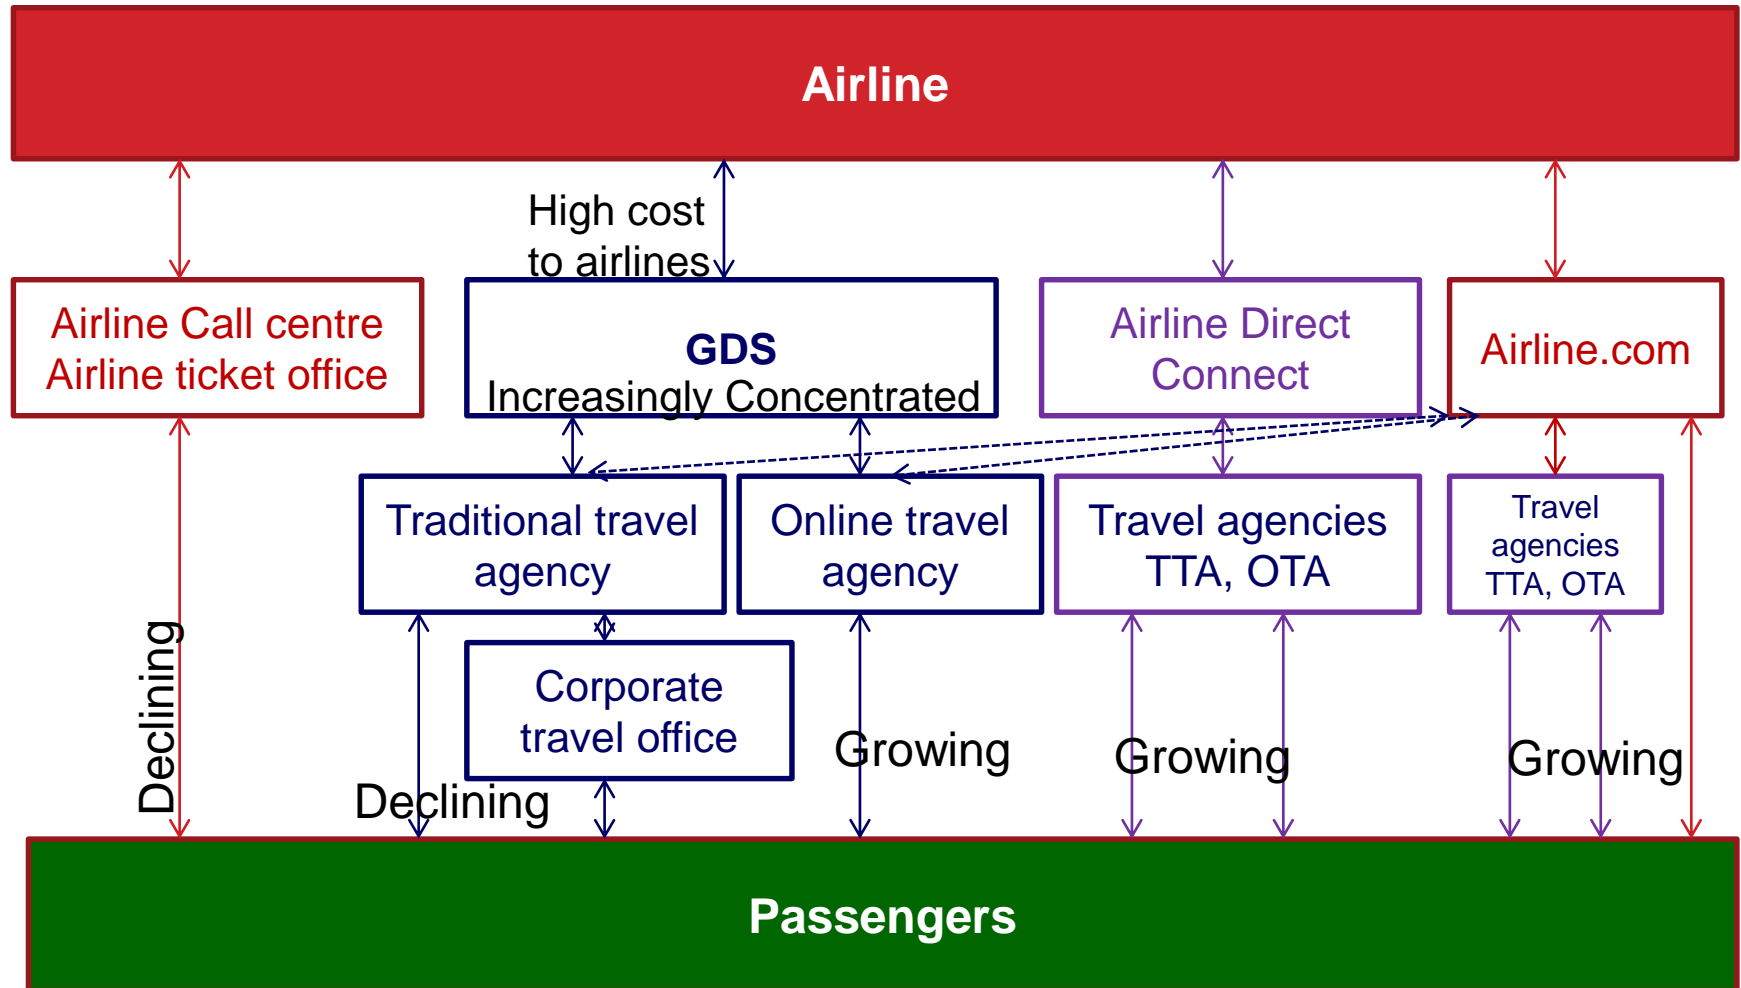 Airline
High cost
to airlines
Airline Call centre
Airline ticket office
GDS
Increasingly Concentrated
Airline Direct
Connect
Airline.com
Traditional travel
agency
Online travel
agency
Travel agencies
TTA, OTA
Travel
agencies
TTA, OTA
Corporate
travel office
Declining
Declining
Growing
Growing
Growing
Passengers